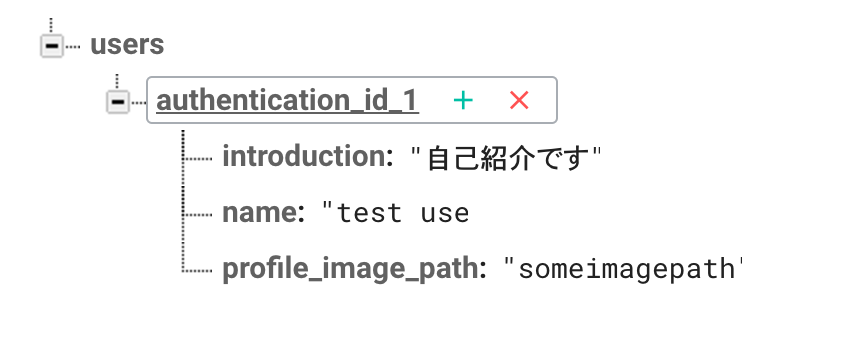 users
authentication_id_1 + ×
introduction: "自己紹介です"
name: "test use
profile_image_path: "someimagepath'